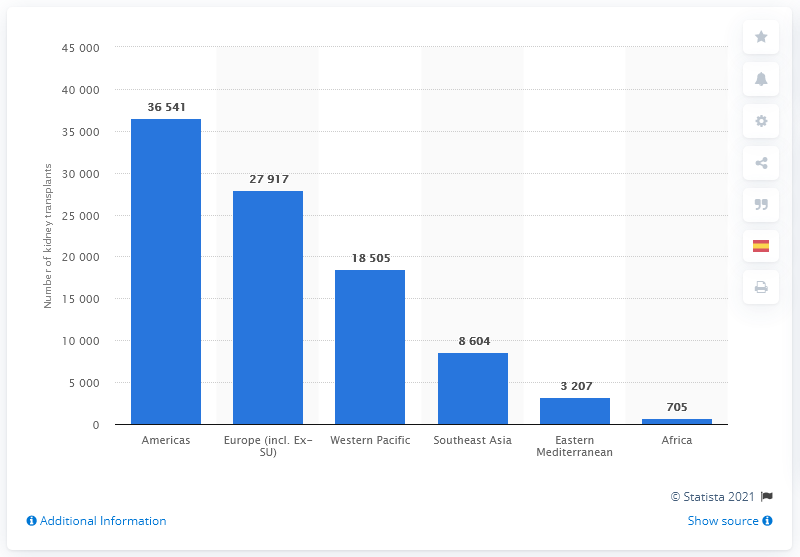 45 000
40 000
35 000
30 000
25 000
20 000
15 000
10 000
5 000
0
Number of kidney transplants
36 541
27 917
18 505
8 604
3 207
705
Americas
Europe (incl. Ex-
SU)
Western Pacific
Southeast Asia
Eastern
Mediterranean
Africa
© Statista 2021
Additional Information
Show source